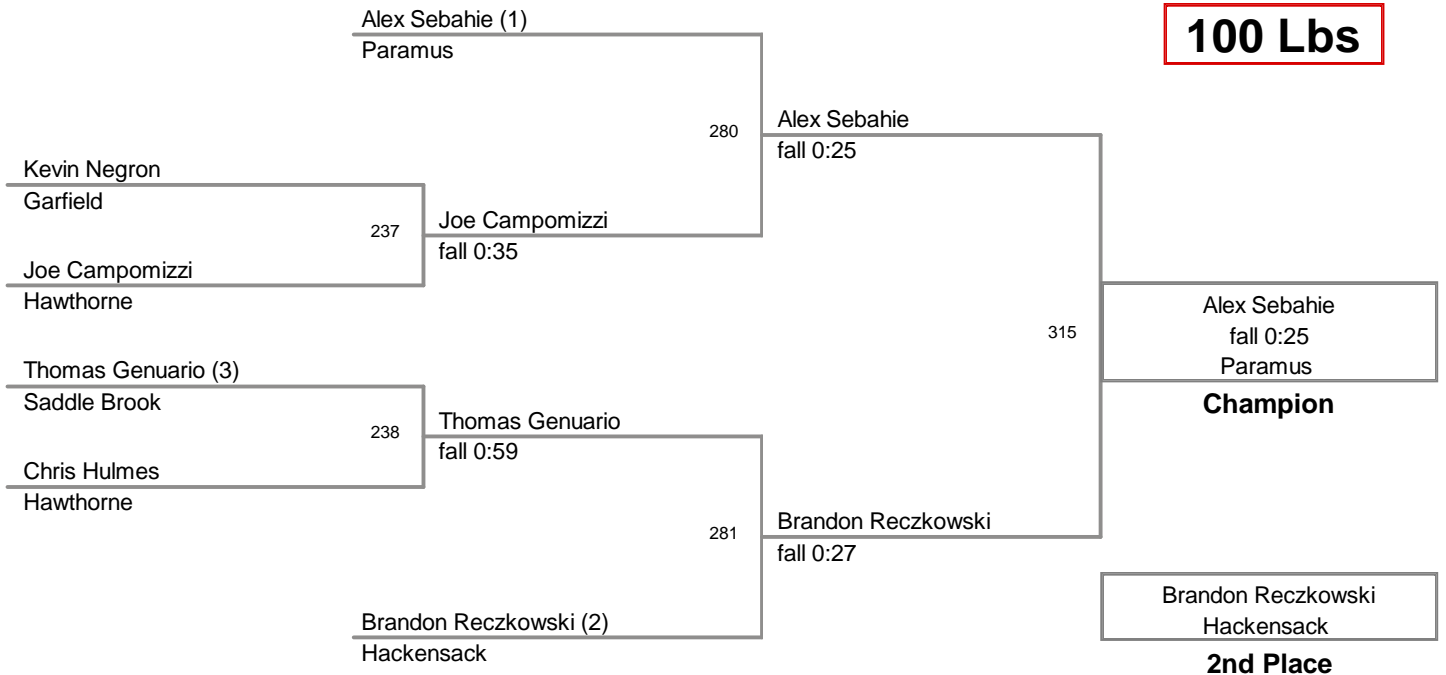 Alex Sebahie (1)
Paramus
100 Lbs
280
Alex Sebahie
fall 0:25
Kevin Negron
Garfield
237
Joe Campomizzi
fall 0:35
Joe Campomizzi
Hawthorne
315
Alex Sebahie
fall 0:25
Paramus
Champion
Thomas Genuario (3)
Saddle Brook
238
Thomas Genuario
fall 0:59
Chris Hulmes
Hawthorne
281
Brandon Reczkowski
fall 0:27
Brandon Reczkowski (2)
Hackensack
Brandon Reczkowski
Hackensack
2nd Place